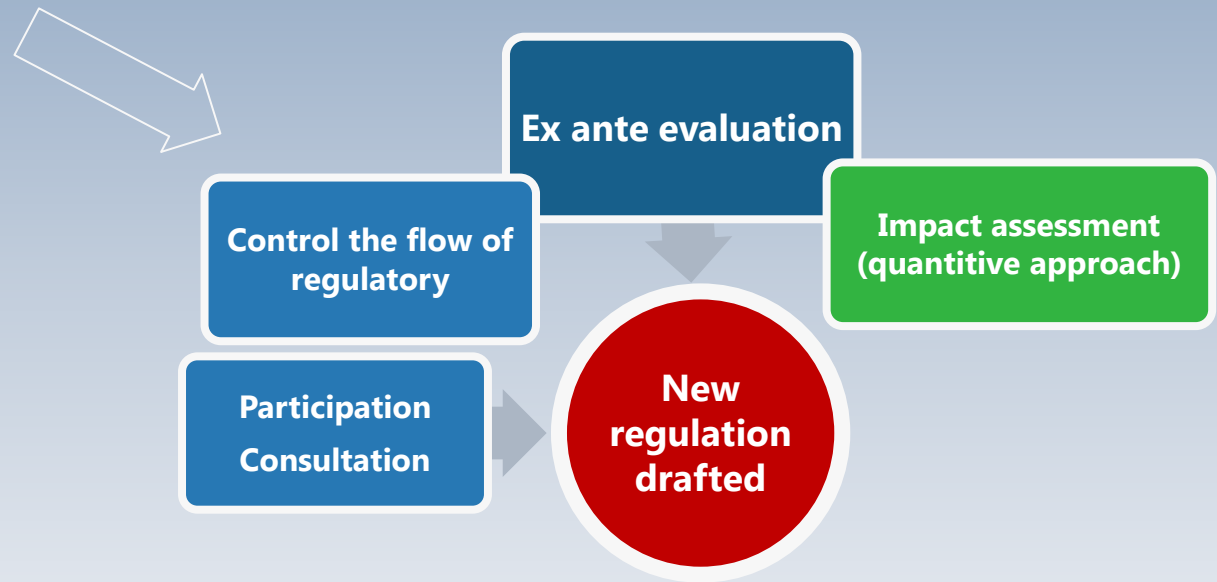 Ex ante evaluation
Control the flow of
regulatory
Impact assessment
(quantitive approach)
Participation
Consultation
New
regulation
drafted